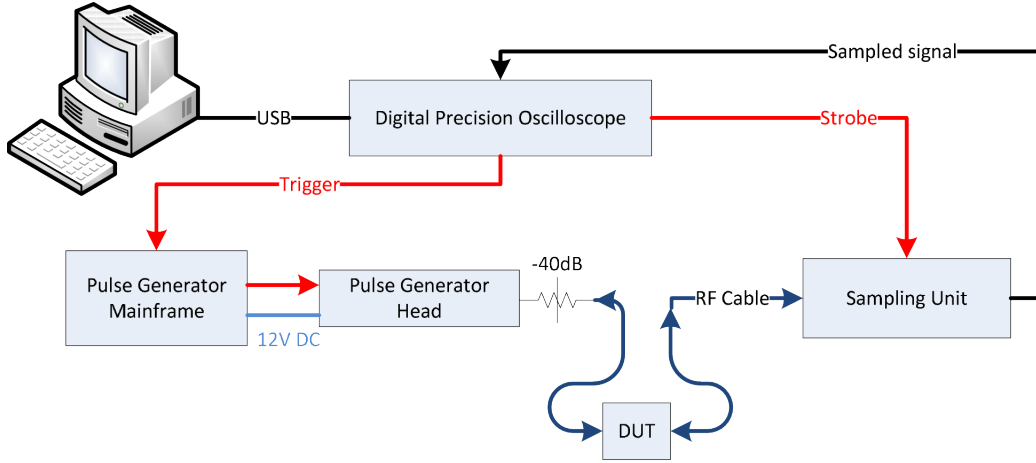 Sampled signal
USB
Digital Precision Oscilloscope
Strobe
Trigger
-40dB
Pulse Generator
Mainframe
Pulse Generator
Head
RF Cable
Sampling Unit
12V DC
DUT